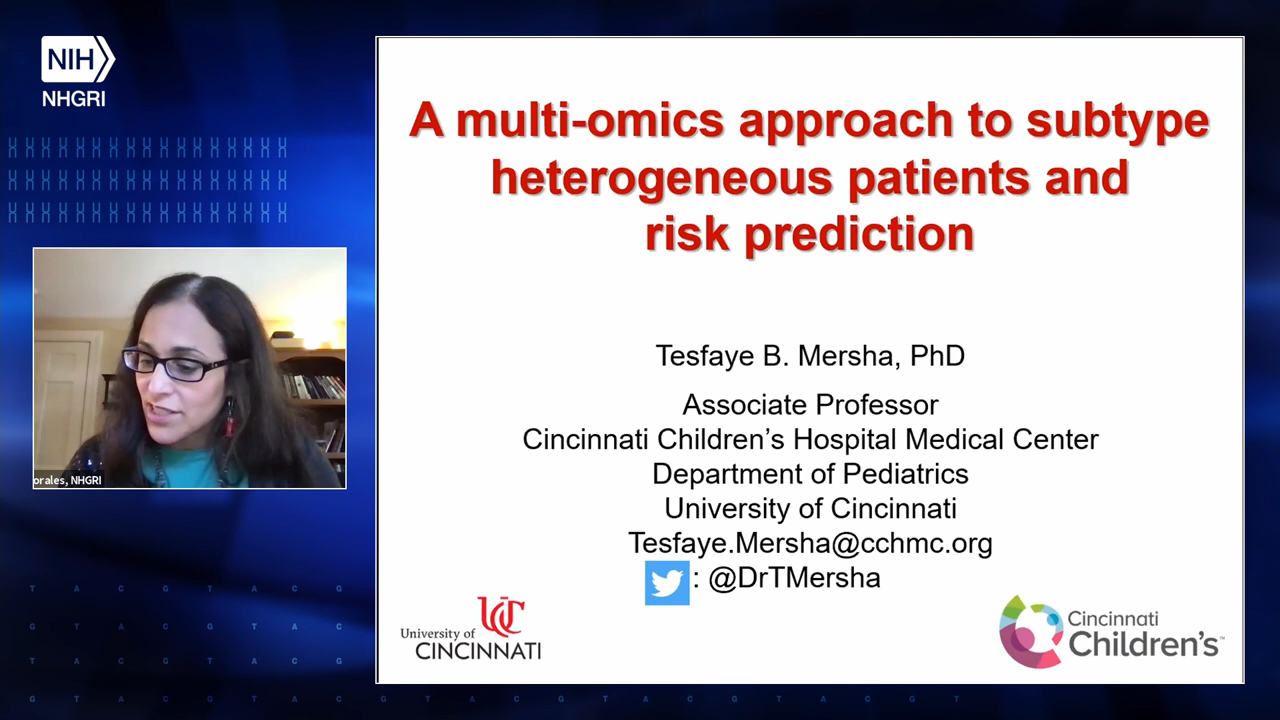 NIH
NHGRI
A multi-omics approach to subtype
heterogeneous patients and
risk prediction
Tesfaye B. Mersha, PhD
Associate Professor
Cincinnati Children's Hospital Medical Center
Department of Pediatrics
University of Cincinnati
Tesfaye.Mersha@cchmc.org
: @DrTMersha
orales, NHGRI
UC
University of
CINCINNATI
Cincinnati
Children's™
T A C G T A C G
G T A C G T A C
T A C G T A C G
G T A C G T A C G T A C G T A C G T A C G T